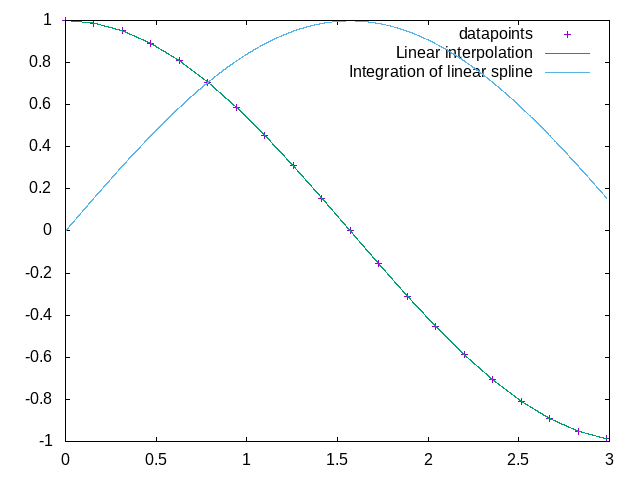 1
0.8
0.6
0.4
0.2
0
-0.2
-0.4
-0.6
-0.8
-1
0 0.5 1 1.5 2 2.5 3
datapoints
Linear interpolation
Integration of linear spline